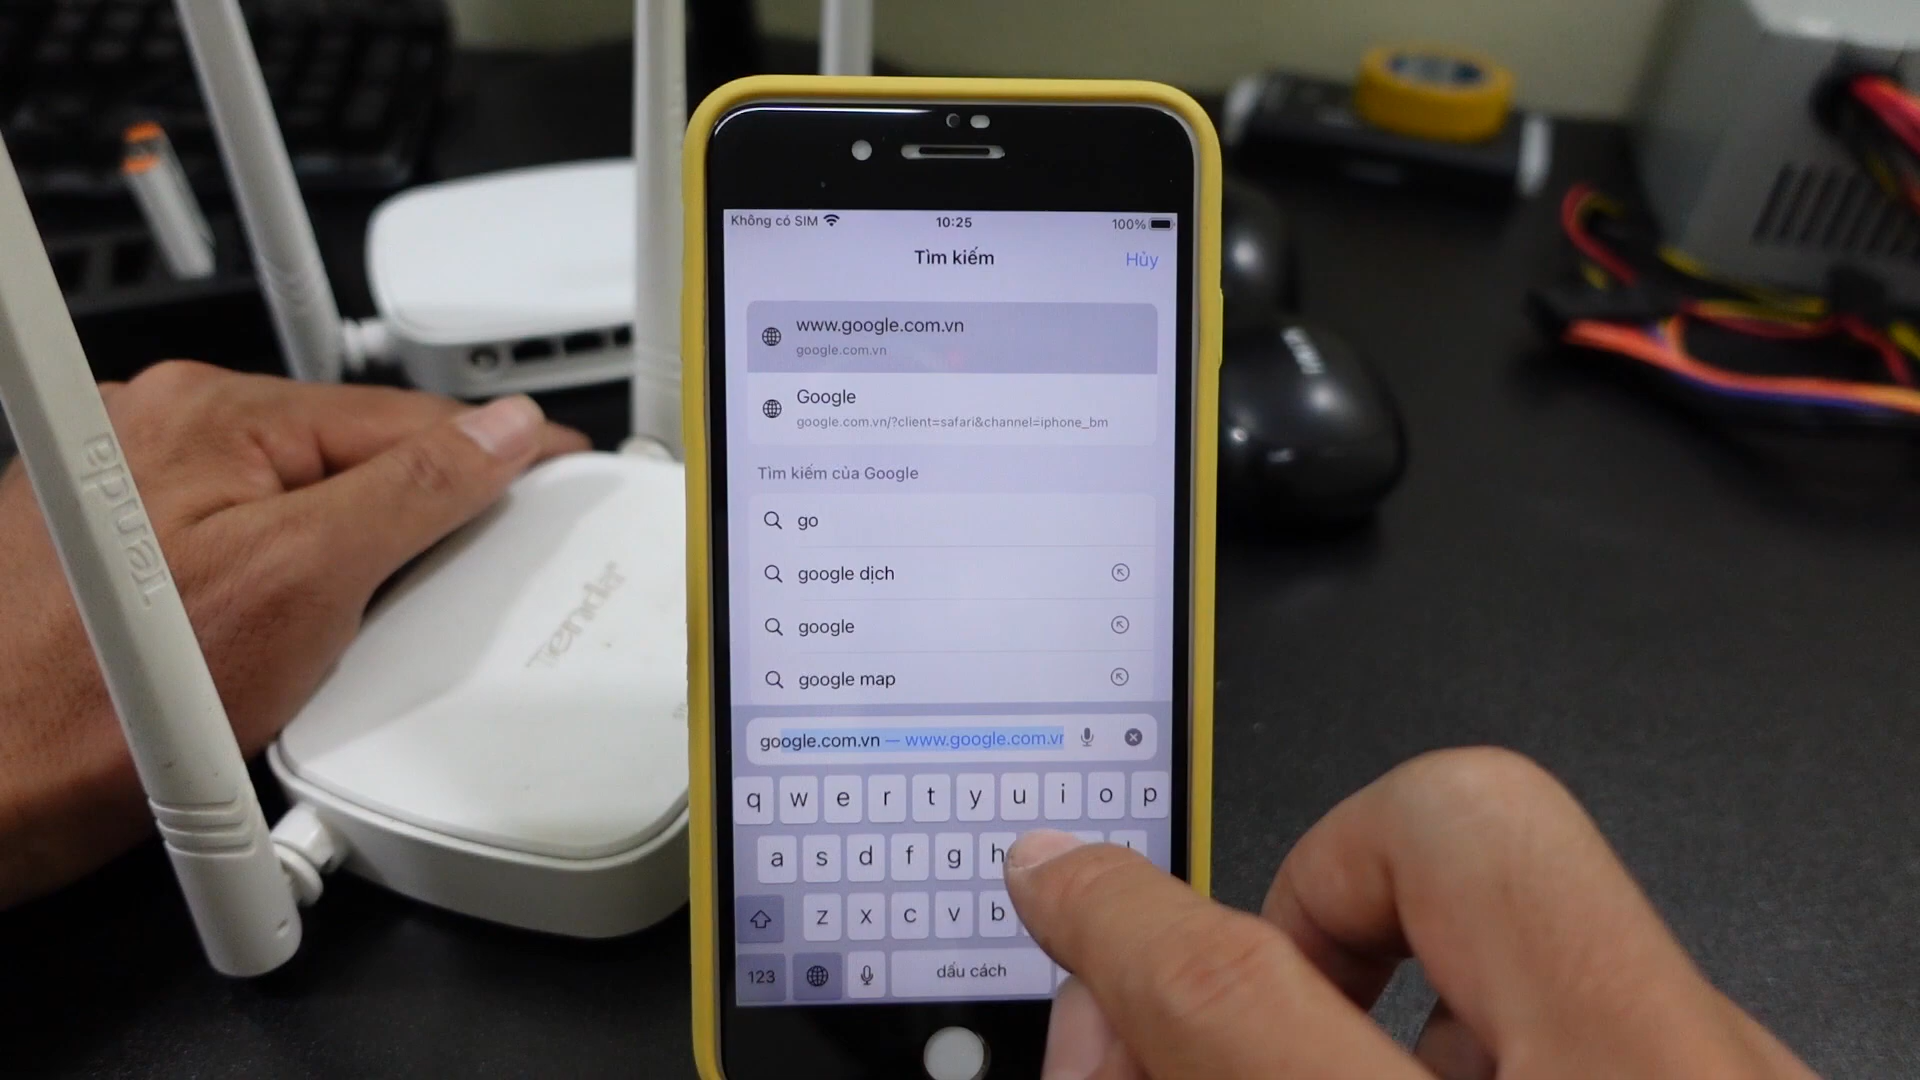 Không có SIM
10:25
100%
Tìm kiếm
Hủy
www.google.com.vn
google.com.vn
Google
google.com.vn/?client=safari&channel=iphone_bm
Tìm kiếm của Google
go
google dịch
google
google map
google.com.vn — www.google.com.vn
q w e r t y u i o p
a s d f g h
z x c v b
123
dấu cách
Tenda
Tenda